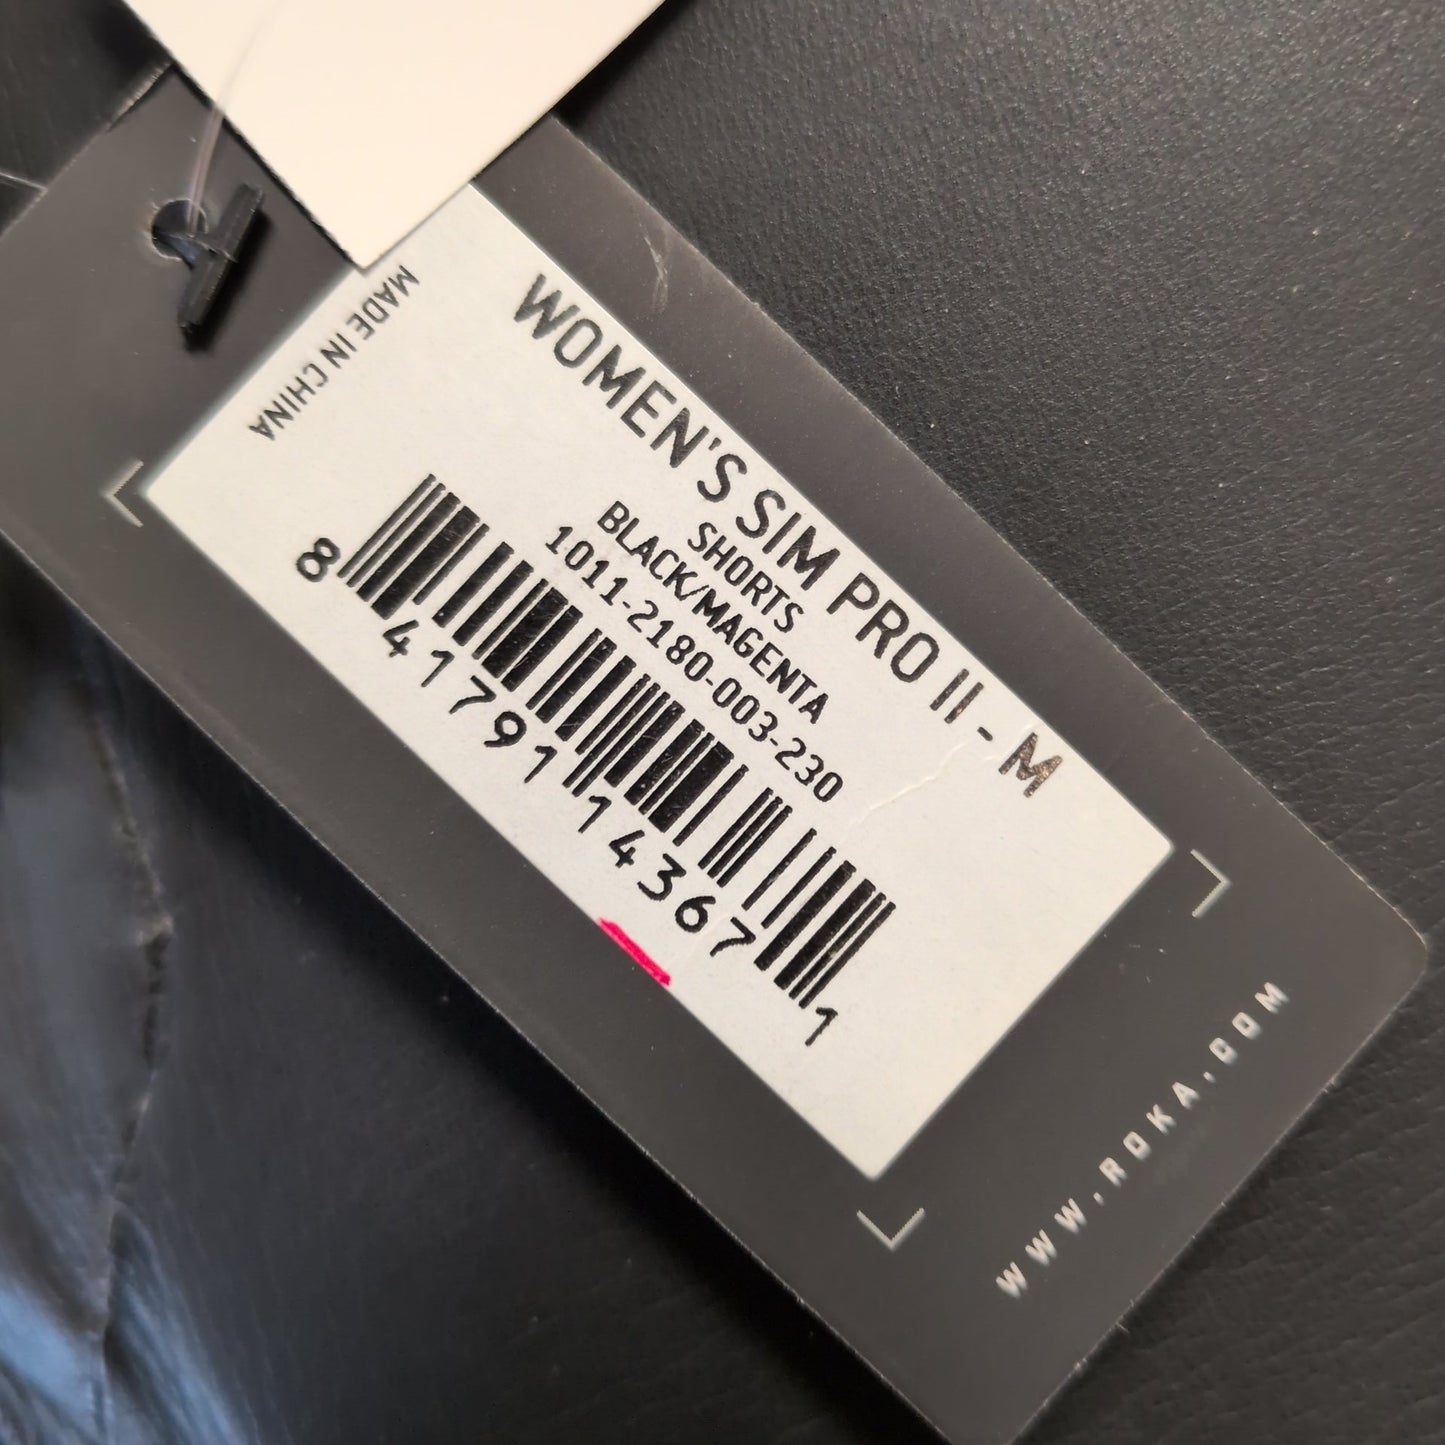 MADE IN CHINA
WOMEN'S SIM PRO II - M
SHORTS
BLACK/MAGENTA
1011-2180-003-230
8 41791 14367 1
WWW.ROKA.COM